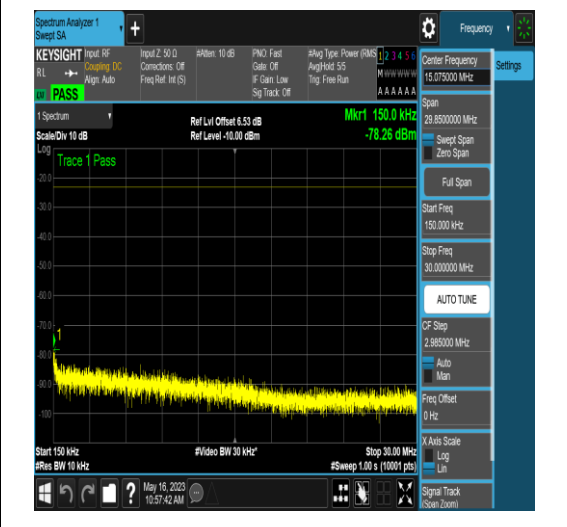 Spectrum Analyzer 1
Swept SA
+
Frequency
KEYSIGHT
RL
PASS
Input: RF
Coupling: DC
Align: Auto
Input Z: 50 Ω
Corrections: Off
Freq Ref: Int (S)
#Atten: 10 dB
PNO: Fast
Gate: Off
IF Gain: Low
Sig Track: Off
#Avg Type: Power (RMS
Avg|Hold: 5/5
Trig: Free Run
1 2 3 4 5 6
M w w w w w
A A A A A A
1 Spectrum
Scale/Div 10 dB
Ref Lvl Offset 6.53 dB
Ref Level -10.00 dBm
Mkr1 150.0 kHz
-78.26 dBm
Log
Trace 1 Pass
-20.0
-30.0
-40.0
-50.0
-60.0
-70.0
-80.0
-90.0
-100
1
Start 150 kHz
#Res BW 10 kHz
#Video BW 30 kHz*
Stop 30.00 MHz
#Sweep 1.00 s (10001 pts)
May 16, 2023
10:57:42 AM
?
Center Frequency
15.075000 MHz
Settings
Span
29.8500000 MHz
Swept Span
Zero Span
Full Span
Start Freq
150.000 kHz
Stop Freq
30.000000 MHz
AUTO TUNE
CF Step
2.985000 MHz
Auto
Man
Freq Offset
0 Hz
X Axis Scale
Log
Lin
Signal Track
(Span Zoom)